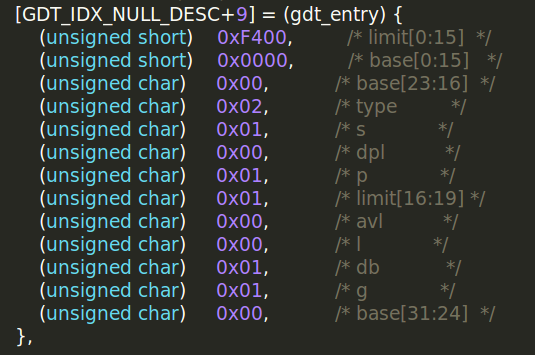 [GDT_IDX_NULL_DESC+9] = (gdt_entry) {
(unsigned short) 0xF400, /* limit[0:15] */
(unsigned short) 0x0000, /* base[0:15] */
(unsigned char) 0x00, /* base[23:16] */
(unsigned char) 0x02, /* type */
(unsigned char) 0x01, /* s */
(unsigned char) 0x00, /* dpl */
(unsigned char) 0x01, /* p */
(unsigned char) 0x01, /* limit[16:19] */
(unsigned char) 0x00, /* avl */
(unsigned char) 0x00, /* l */
(unsigned char) 0x01, /* db */
(unsigned char) 0x01, /* g */
(unsigned char) 0x00, /* base[31:24] */
},